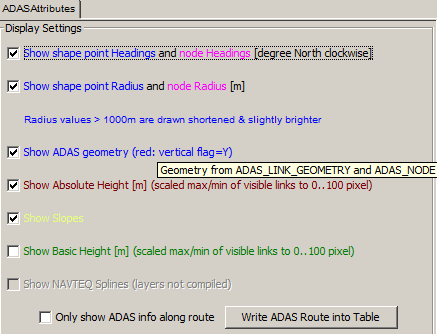 ADASAttributes
Display Settings
Show shape point Headings and node Headings [degree North clockwise]
Show shape point Radius and node Radius [m]
Radius values > 1000m are drawn shortened & slightly brighter
Show ADAS geometry (red: vertical flag=Y)
Geometry from ADAS_LINK_GEOMETRY and ADAS_NODE
Show Absolute Height [m] (scaled max/min of visible links to 0..100 pixel)
Show Slopes
Show Basic Height [m] (scaled max/min of visible links to 0..100 pixel)
Show NAVTEQ Splines (layers not compiled)
Only show ADAS info along route
Write ADAS Route into Table